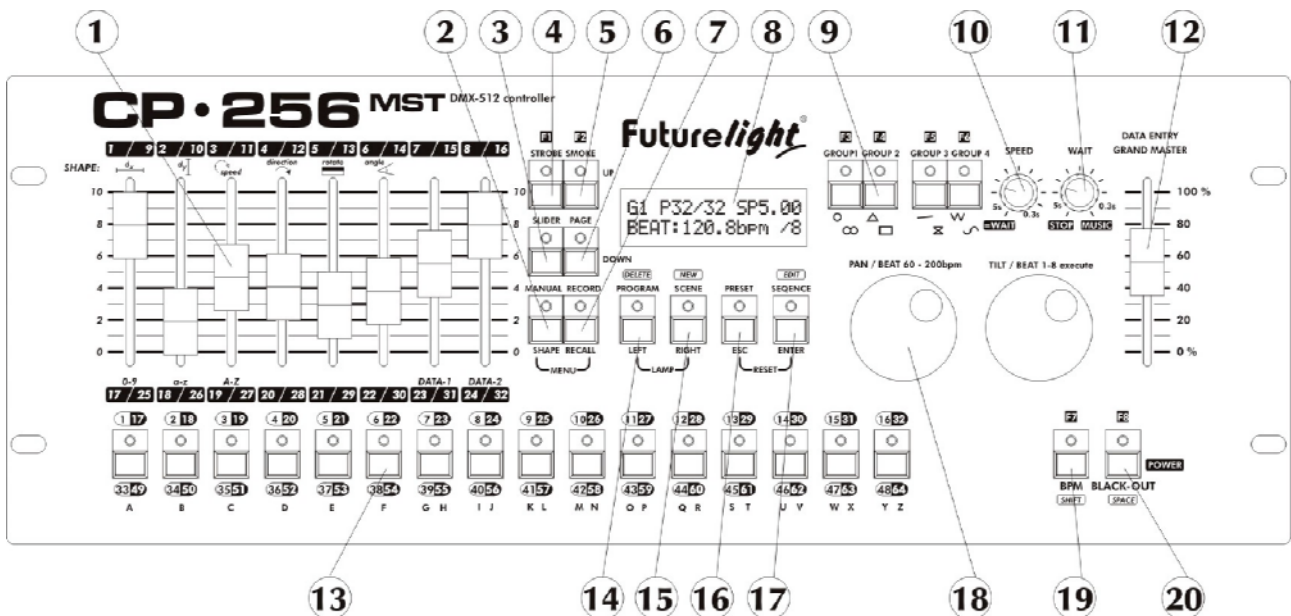 1 2 3 4 5 6 7 8 9 10 11 12
CP·256 MST DMX-512 controller
Futurelight®
1 / 9 2 / 10 3 / 11 4 / 12 5 / 13 6 / 14 7 / 15 8 / 16
SHAPE: dx dy speed direction rotate angle
F1 F2
STROBE SMOKE
UP
SLIDER PAGE
DOWN
MANUAL RECORD
SHAPE RECALL
MENU
10 10
8 8
6 6
4 4
2 2
0 0
G1 P32/32 SP5.00
BEAT:120.8bpm /8
DELETE NEW EDIT
PROGRAM SCENE PRESET SEQENCE
LEFT RIGHT ESC ENTER
LAMP RESET
F3 F4 F5 F6
GROUP1 GROUP 2 GROUP 3 GROUP 4
SPEED WAIT
5s 0.3s 5s 0.3s
=WAIT STOP MUSIC
DATA ENTRY
GRAND MASTER
100 %
80
60
40
20
0 %
PAN / BEAT 60 - 200bpm TILT / BEAT 1-8 execute
0-9 a-z A-Z DATA-1 DATA-2
17 / 25 18 / 26 19 / 27 20 / 28 21 / 29 22 / 30 23 / 31 24 / 32
1 17 2 18 3 19 4 20 5 21 6 22 7 23 8 24 9 25 10 26 11 27 12 28 13 29 14 30 15 31 16 32
33 49 34 50 35 51 36 52 37 53 38 54 39 55 40 56 41 57 42 58 43 59 44 60 45 61 46 62 47 63 48 64
A B C D E F G H I J K L M N O P Q R S T U V W X Y Z
F7 F8
POWER
BPM BLACK-OUT
SHIFT SPACE
13 14 15 16 17 18 19 20